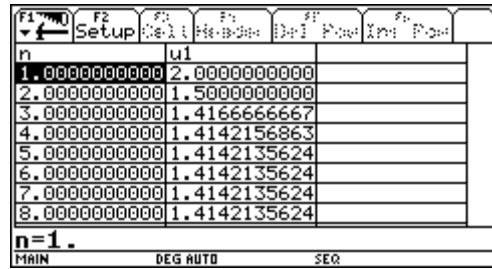 F1 F2 Setup
n u1
1.0000000000 2.0000000000
2.0000000000 1.5000000000
3.0000000000 1.4166666667
4.0000000000 1.4142156863
5.0000000000 1.4142135624
6.0000000000 1.4142135624
7.0000000000 1.4142135624
8.0000000000 1.4142135624
n=1.
MAIN DEG AUTO SEQ